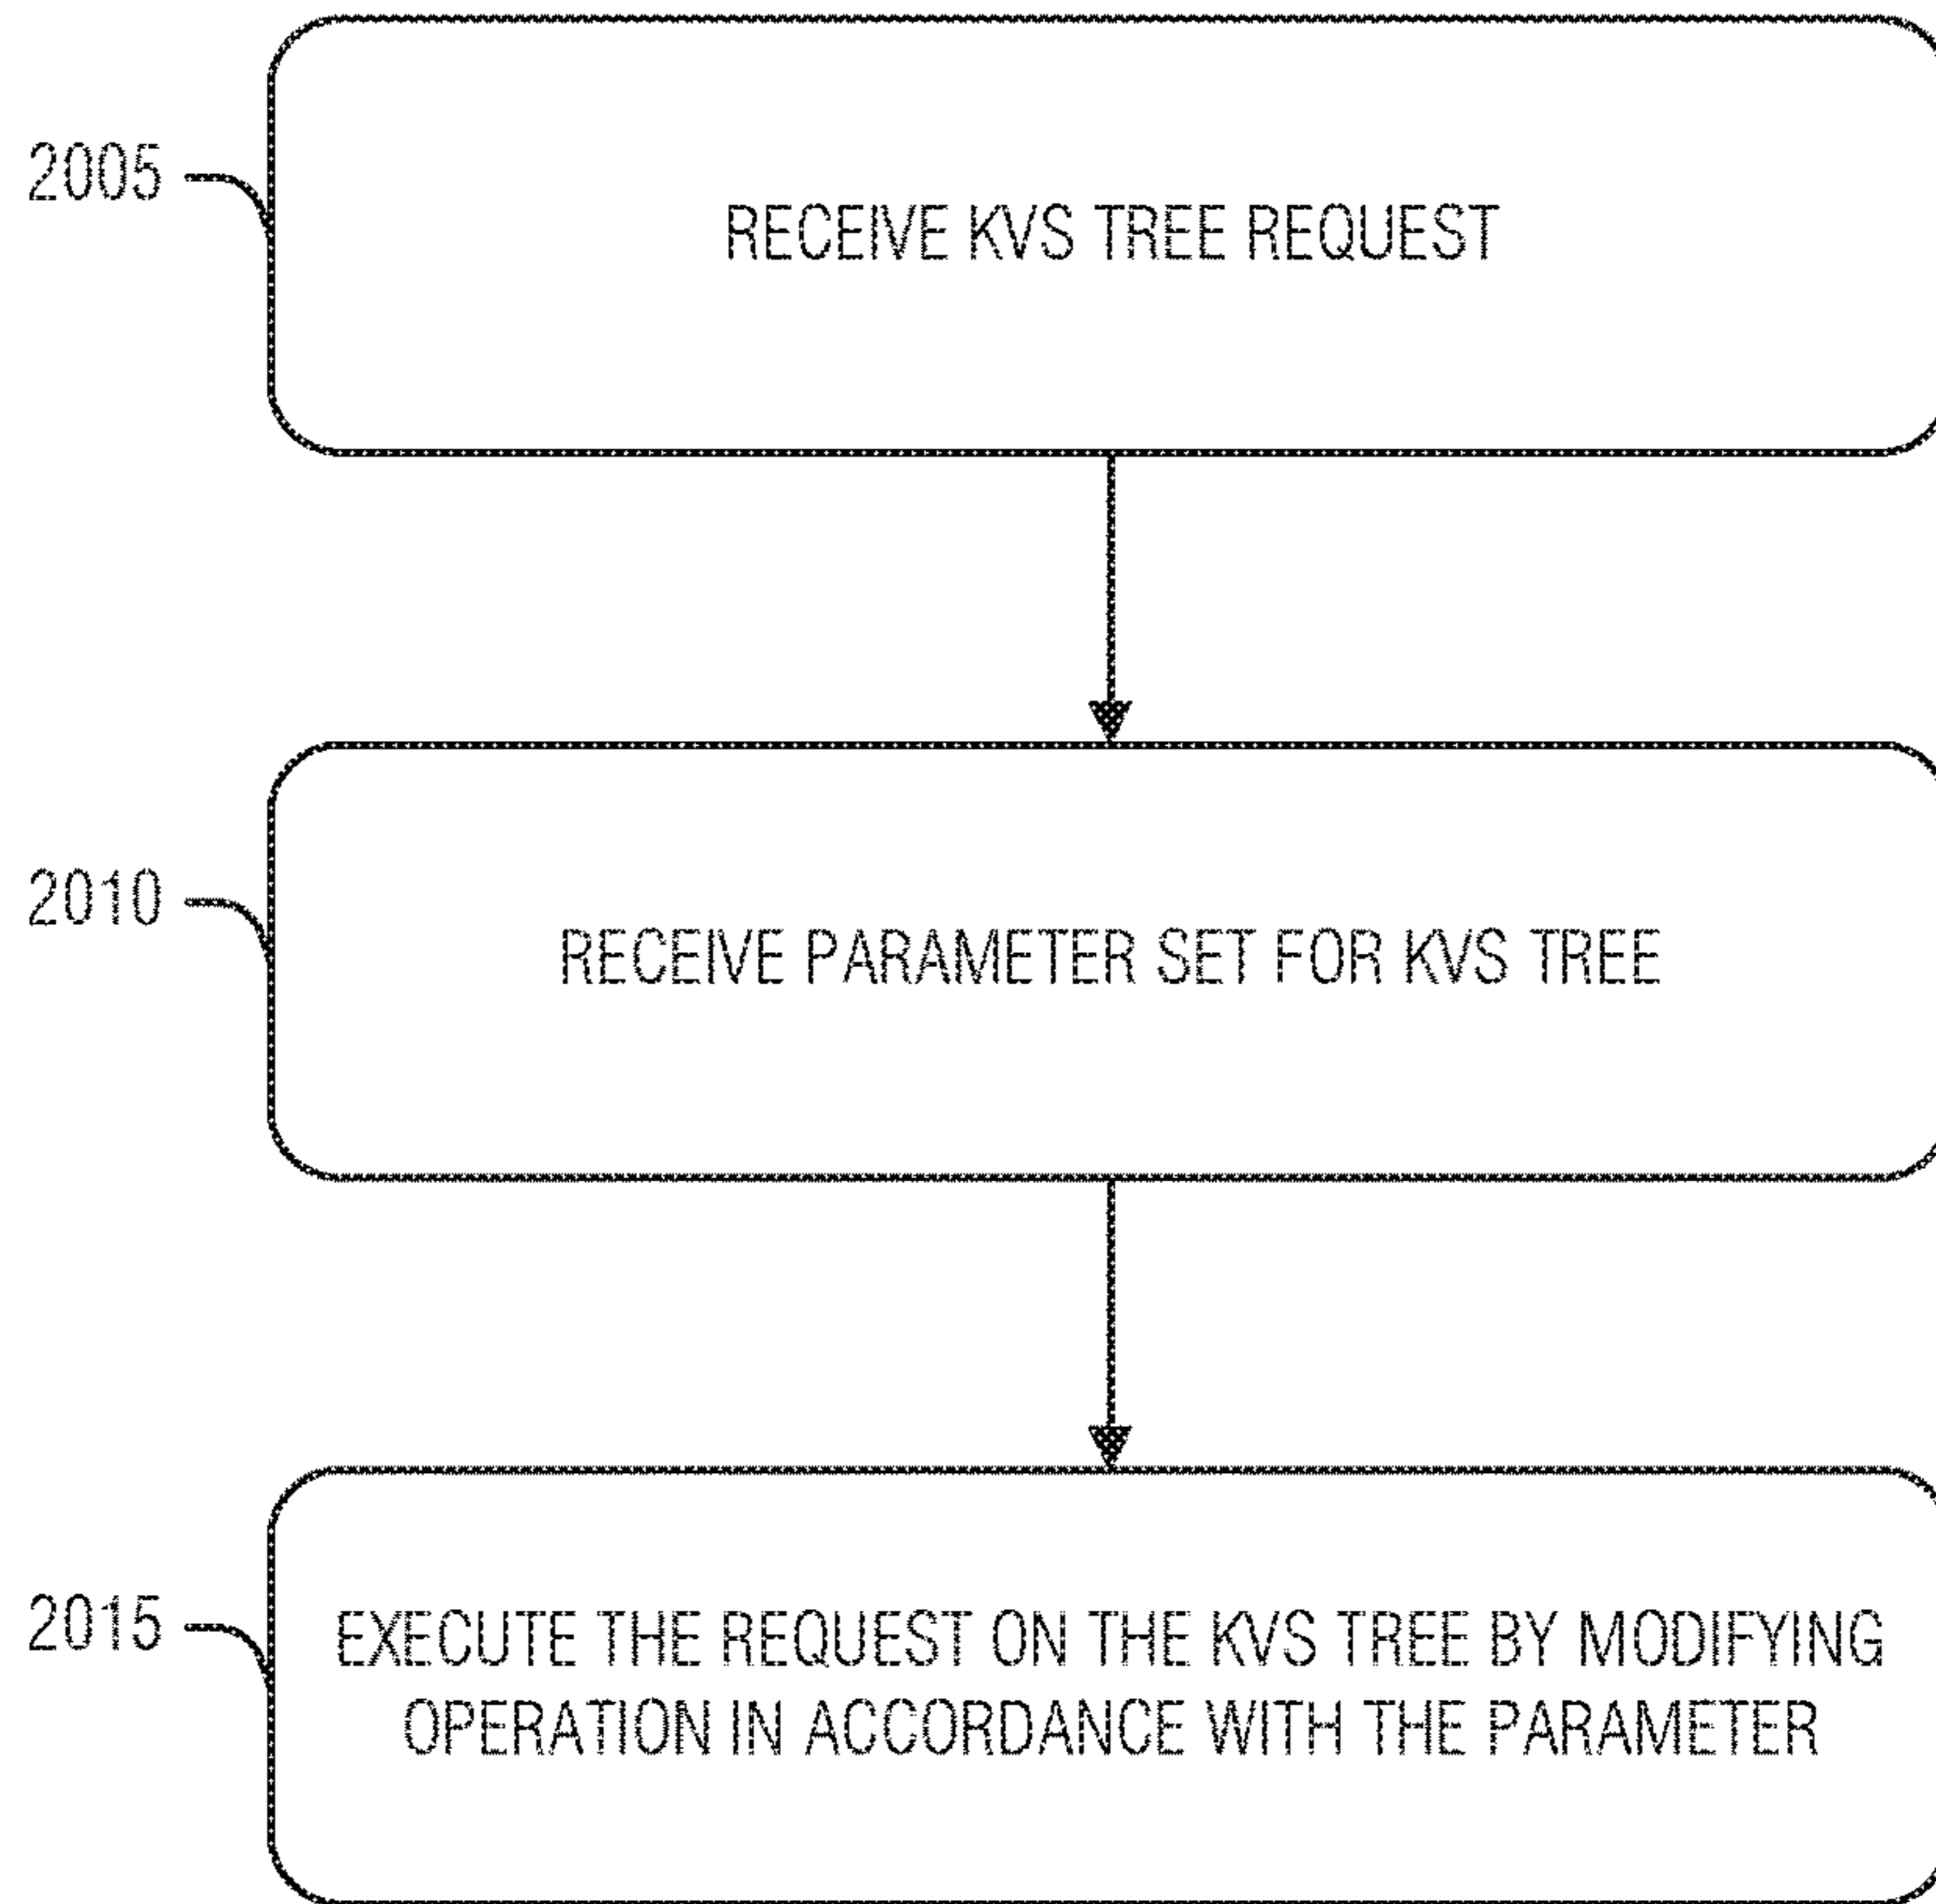 2005
RECEIVE KVS TREE REQUEST
2010
RECEIVE PARAMETER SET FOR KVS TREE
2015
EXECUTE THE REQUEST ON THE KVS TREE BY MODIFYING
OPERATION IN ACCORDANCE WITH THE PARAMETER